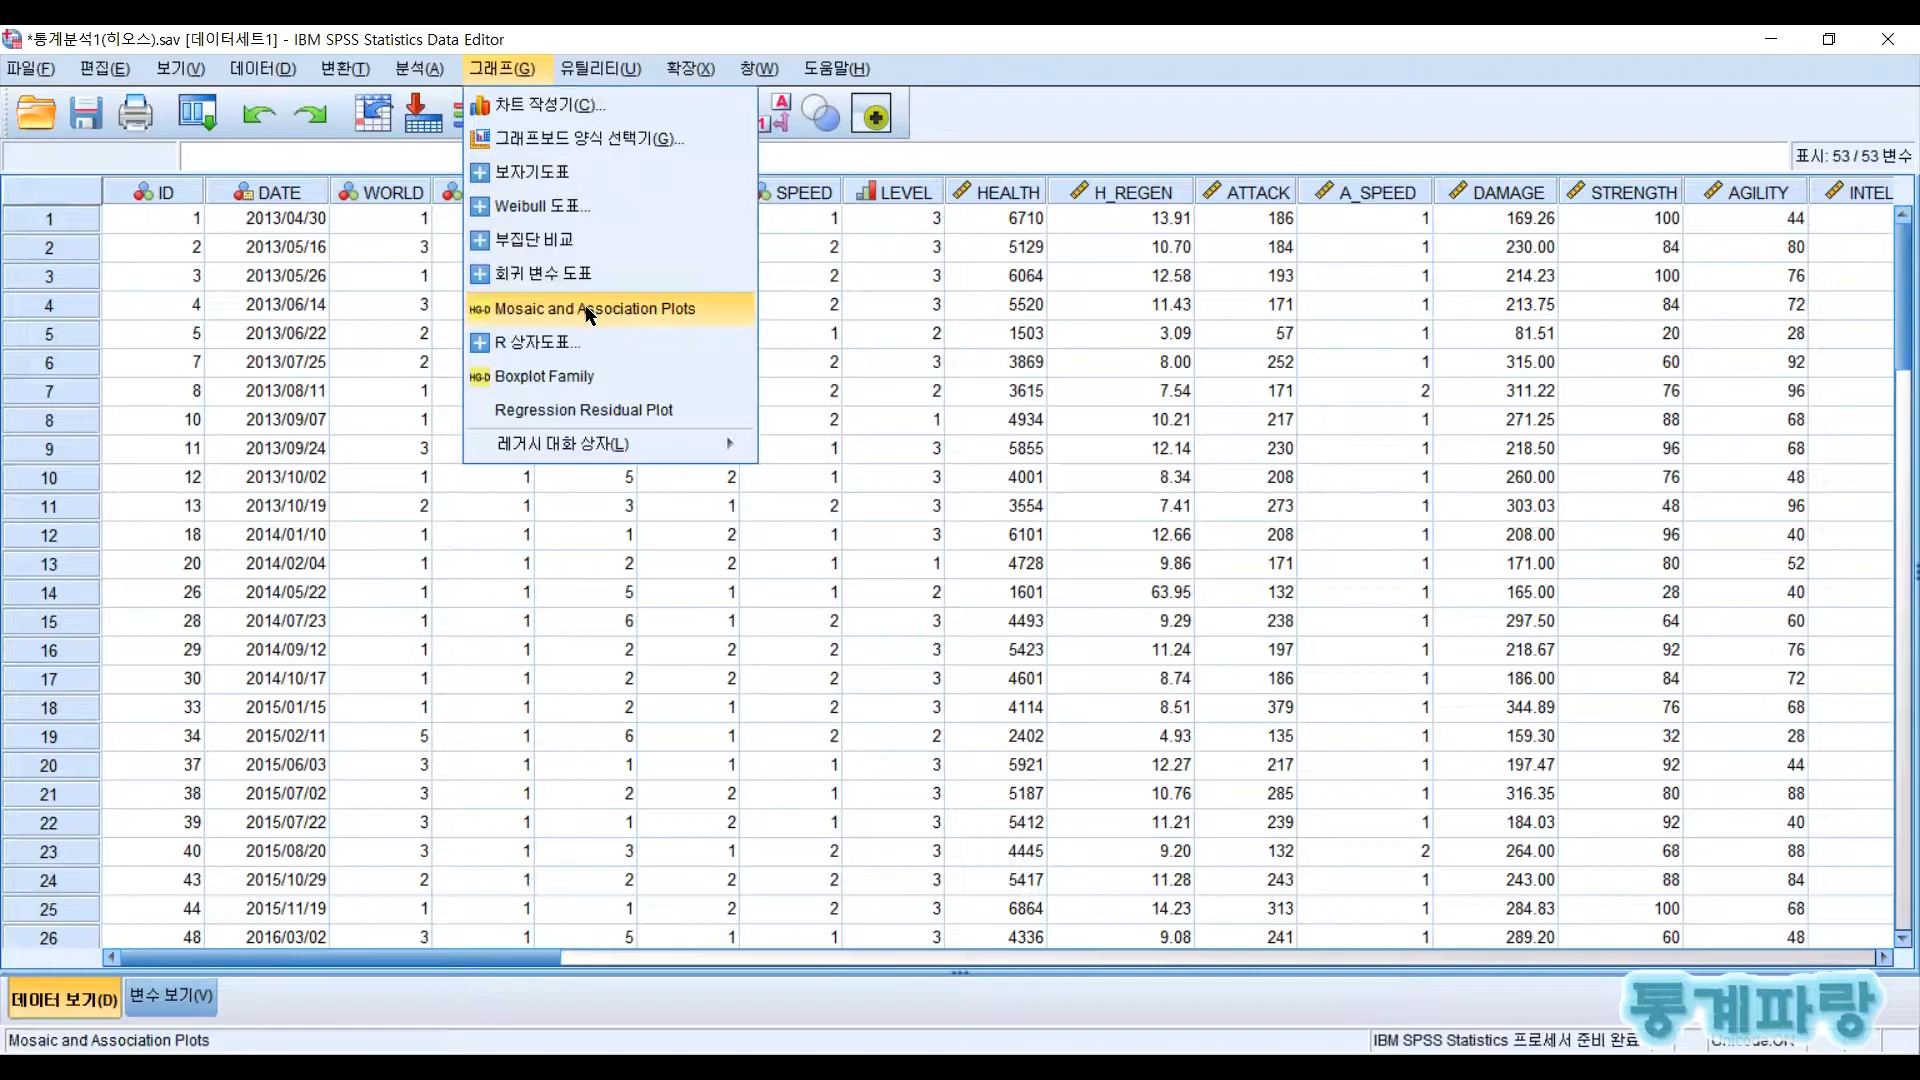 *통계분석1(히오스).sav [데이터세트1] - IBM SPSS Statistics Data Editor
파일(F) 편집(E) 보기(V) 데이터(D) 변환(T) 분석(A) 그래프(G) 유틸리티(U) 확장(X) 창(W) 도움말(H)
차트 작성기(C)...
그래프보드 양식 선택기(G)...
보자기도표
Weibull 도표...
부집단 비교
회귀 변수 도표
HG-D Mosaic and Association Plots
R 상자도표...
HG-D Boxplot Family
Regression Residual Plot
레거시 대화 상자(L)
표시: 53 / 53 변수
ID DATE WORLD SPEED LEVEL HEALTH H_REGEN ATTACK A_SPEED DAMAGE STRENGTH AGILITY INTEL
1 1 2013/04/30 1 1 3 6710 13.91 186 1 169.26 100 44
2 2 2013/05/16 3 2 3 5129 10.70 184 1 230.00 84 80
3 3 2013/05/26 1 2 3 6064 12.58 193 1 214.23 100 76
4 4 2013/06/14 3 2 3 5520 11.43 171 1 213.75 84 72
5 5 2013/06/22 2 1 2 1503 3.09 57 1 81.51 20 28
6 7 2013/07/25 2 2 3 3869 8.00 252 1 315.00 60 92
7 8 2013/08/11 1 2 2 3615 7.54 171 2 311.22 76 96
8 10 2013/09/07 1 2 1 4934 10.21 217 1 271.25 88 68
9 11 2013/09/24 3 1 3 5855 12.14 230 1 218.50 96 68
10 12 2013/10/02 1 1 5 2 1 3 4001 8.34 208 1 260.00 76 48
11 13 2013/10/19 2 1 3 1 2 3 3554 7.41 273 1 303.03 48 96
12 18 2014/01/10 1 1 1 2 1 3 6101 12.66 208 1 208.00 96 40
13 20 2014/02/04 1 1 2 2 1 1 4728 9.86 171 1 171.00 80 52
14 26 2014/05/22 1 1 5 1 1 2 1601 63.95 132 1 165.00 28 40
15 28 2014/07/23 1 1 6 1 2 3 4493 9.29 238 1 297.50 64 60
16 29 2014/09/12 1 1 2 2 2 3 5423 11.24 197 1 218.67 92 76
17 30 2014/10/17 1 1 2 2 2 3 4601 8.74 186 1 186.00 84 72
18 33 2015/01/15 1 1 2 1 2 3 4114 8.51 379 1 344.89 76 68
19 34 2015/02/11 5 1 6 1 2 2 2402 4.93 135 1 159.30 32 28
20 37 2015/06/03 3 1 1 1 1 3 5921 12.27 217 1 197.47 92 44
21 38 2015/07/02 3 1 2 2 1 3 5187 10.76 285 1 316.35 80 88
22 39 2015/07/22 3 1 1 2 1 3 5412 11.21 239 1 184.03 92 40
23 40 2015/08/20 3 1 3 1 2 3 4445 9.20 132 2 264.00 68 88
24 43 2015/10/29 2 1 2 2 2 3 5417 11.28 243 1 243.00 88 84
25 44 2015/11/19 1 1 1 2 2 3 6864 14.23 313 1 284.83 100 68
26 48 2016/03/02 3 1 5 1 1 3 4336 9.08 241 1 289.20 60 48
데이터 보기(D) 변수 보기(V)
통계파랑
Mosaic and Association Plots IBM SPSS Statistics 프로세서 준비 완료 Unicode:ON